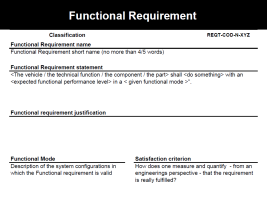 Functional Requirement
Classification REGT-COD-N-XYZ
Functional Requirement name
Functional Requirement short name (no more than 4/5 words)
Functional Requirement statement
<The vehicle / the technical function / the component / the part> shall <do something> with an
<expected functional performance level> in a < given functional mode >".
Functional requirement justification
Functional Mode
Description of the system configurations in
which the Functional requirement is valid
Satisfaction criterion
How does one measure and quantify - from an
engineerings perspective - that the requirement
is really fulfilled?